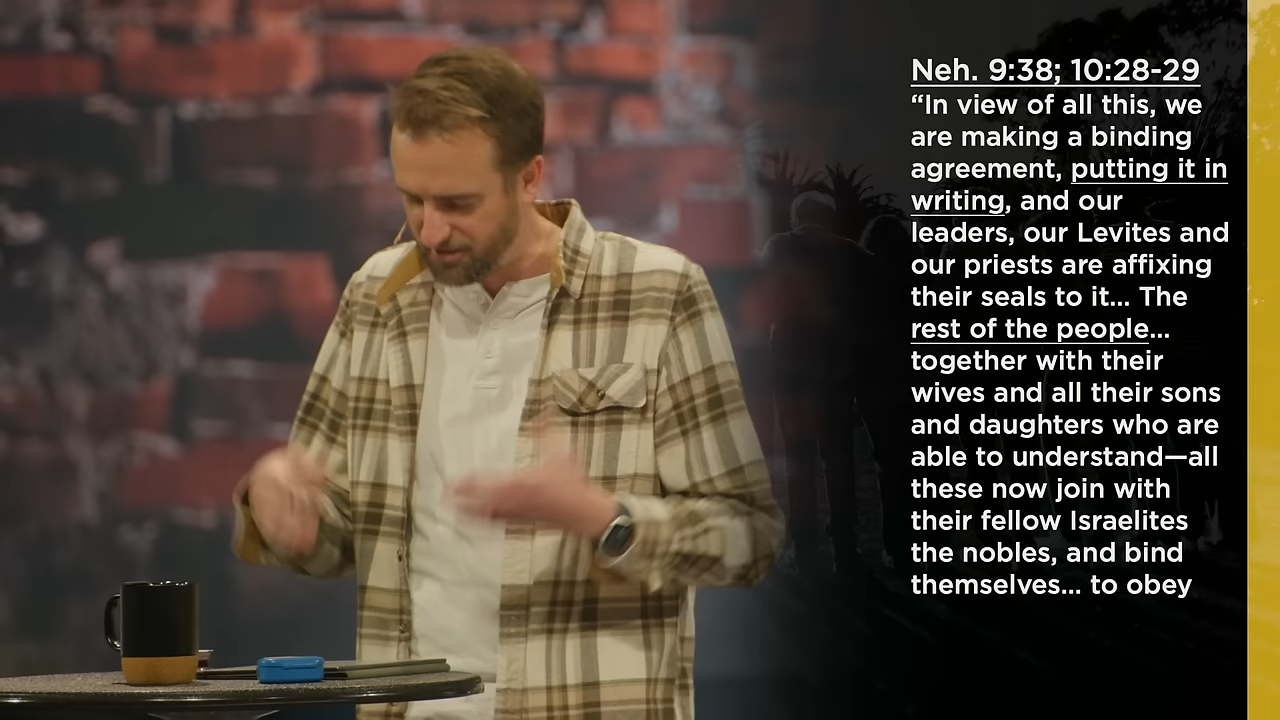 Neh. 9:38; 10:28-29
“In view of all this, we
are making a binding
agreement, putting it in
writing, and our
leaders, our Levites and
our priests are affixing
their seals to it... The
rest of the people...
together with their
wives and all their sons
and daughters who are
able to understand—all
these now join with
their fellow Israelites
the nobles, and bind
themselves... to obey